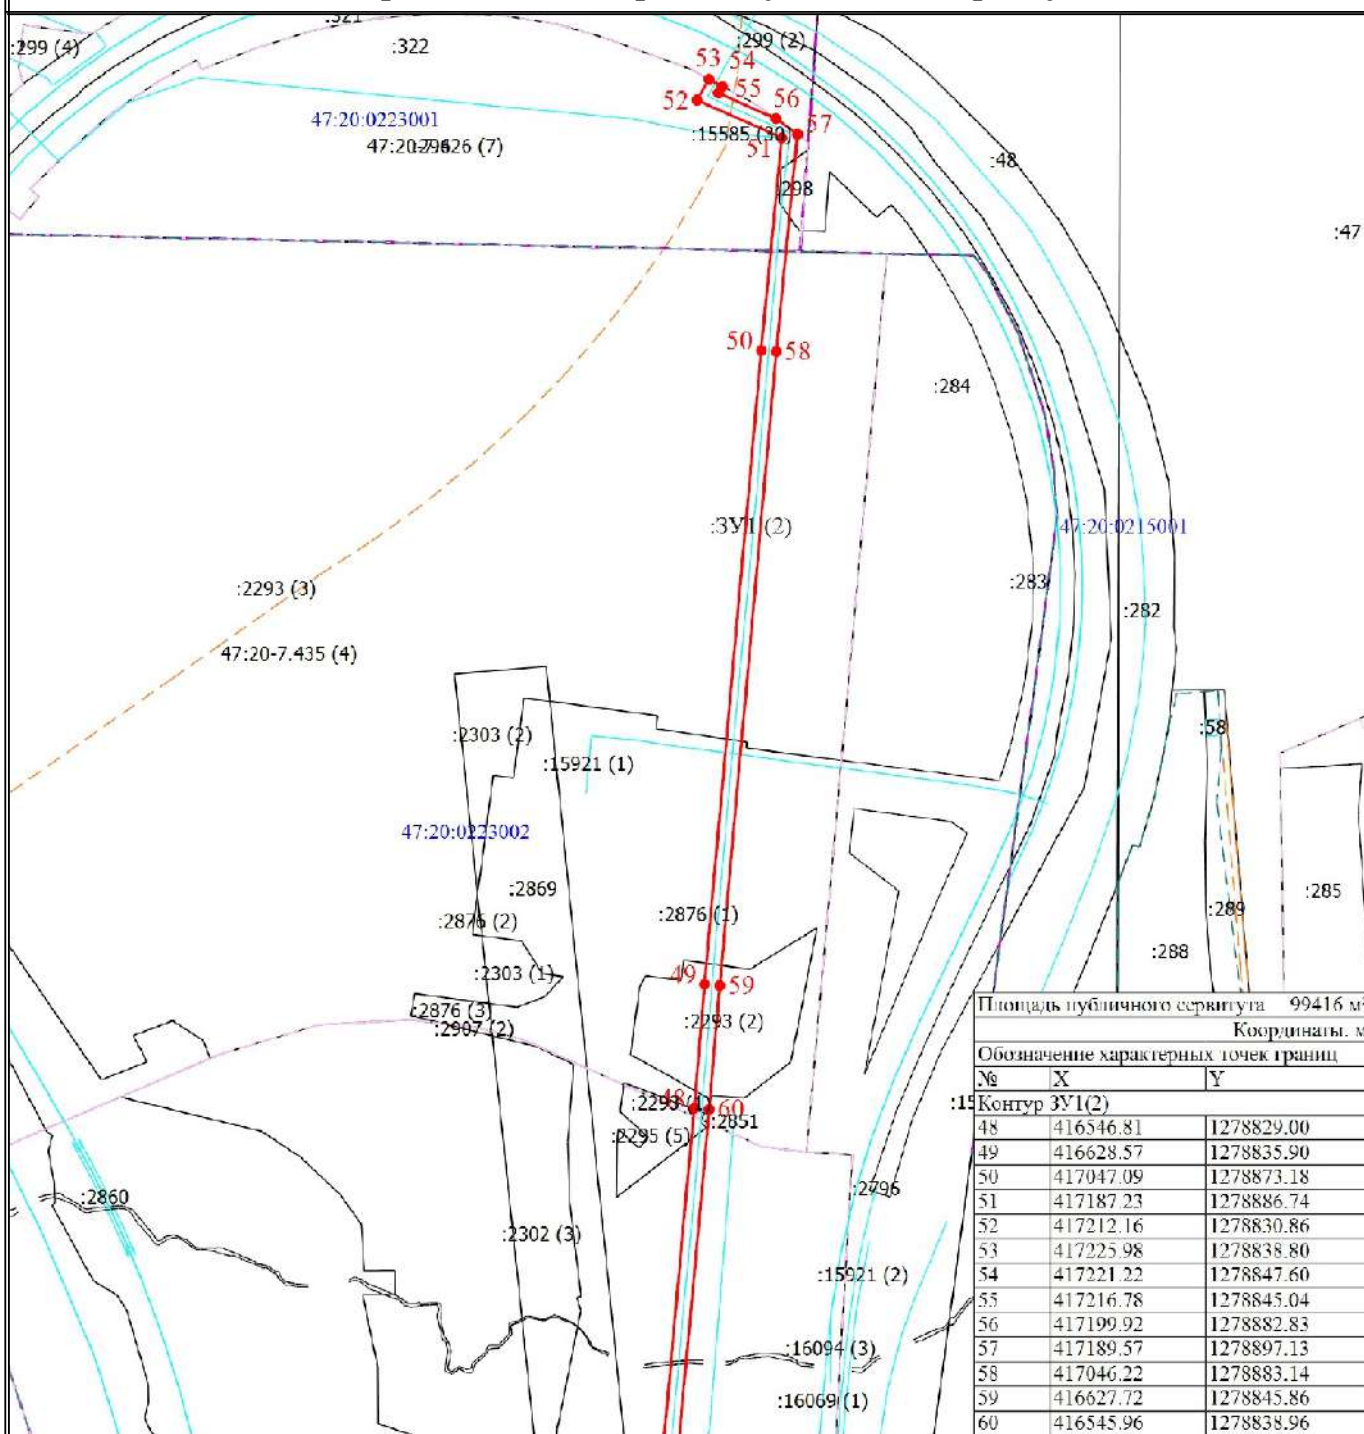 :299 (4)
:322
:299 (2)
53
54
52
55
56
47:20:0223001
:15585 (30)
57
51
:48
:298
:47
50
58
:284
:ЗУ1 (2)
47:20:0215001
:2293 (3)
:283
:282
47:20-7.435 (4)
:2303 (2)
:58
:15921 (1)
47:20:0223002
:2869
:285
:2876 (2)
:2876 (1)
:289
:288
:2303 (1)
49
59
:2876 (3)
:2907 (2)
:2293 (2)
48
60
:2851
:2295 (5)
:2860
:2796
:2302 (3)
:15921 (2)
:16094 (3)
:16069 (1)
Площадь публичного сервитута 99416 м²
Координаты, м
Обозначение характерных точек границ
№ X Y
Контур ЗУ1(2)
48 416546.81 1278829.00
49 416628.57 1278835.90
50 417047.09 1278873.18
51 417187.23 1278886.74
52 417212.16 1278830.86
53 417225.98 1278838.80
54 417221.22 1278847.60
55 417216.78 1278845.04
56 417199.92 1278882.83
57 417189.57 1278897.13
58 417046.22 1278883.14
59 416627.72 1278845.86
60 416545.96 1278838.96